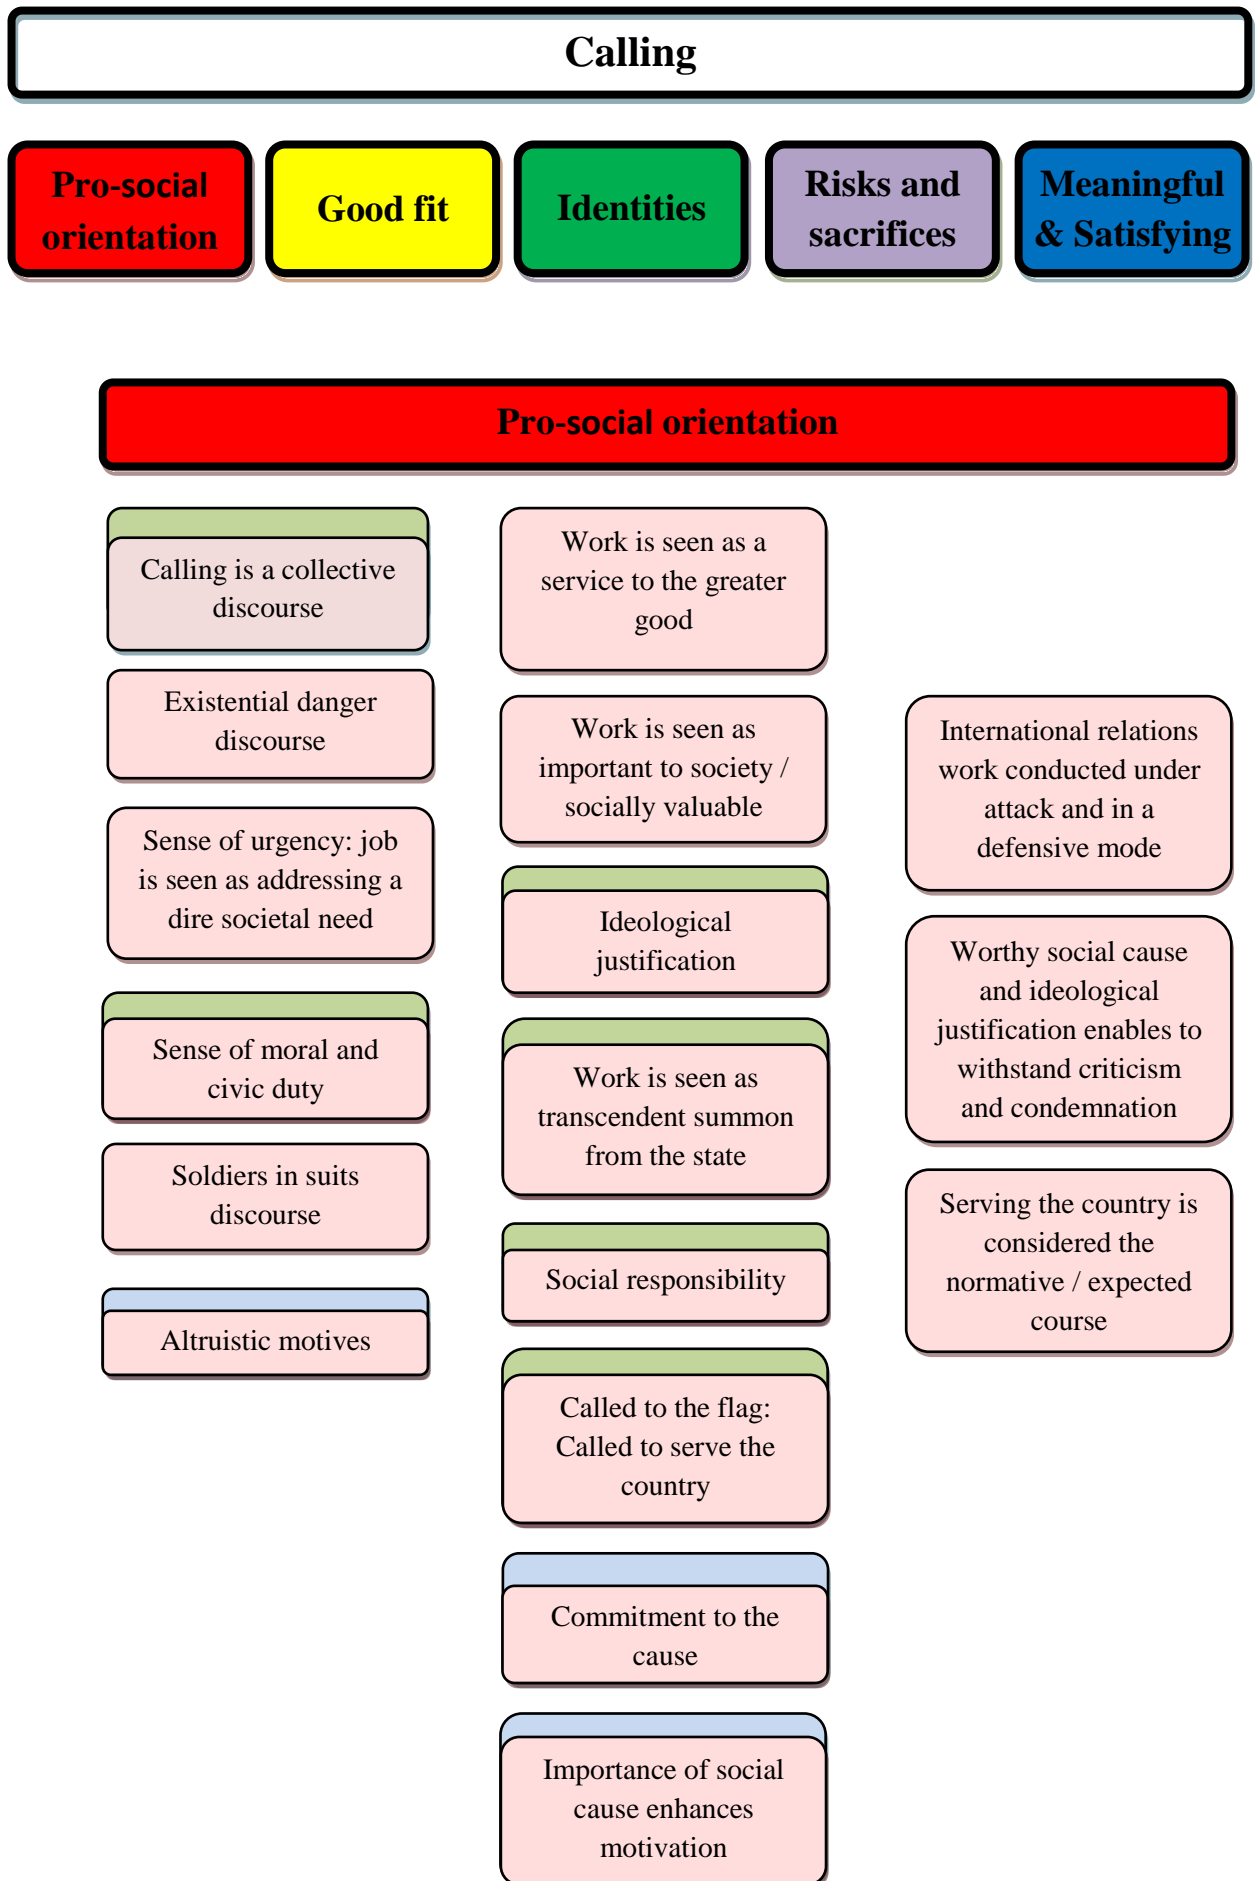 Calling
Pro-social
orientation
Good fit
Identities
Risks and
sacrifices
Meaningful
& Satisfying
Pro-social orientation
Calling is a collective
discourse
Existential danger
discourse
Sense of urgency: job
is seen as addressing a
dire societal need
Sense of moral and
civic duty
Soldiers in suits
discourse
Altruistic motives
Work is seen as a
service to the greater
good
Work is seen as
important to society /
socially valuable
Ideological
justification
Work is seen as
transcendent summon
from the state
Social responsibility
Called to the flag:
Called to serve the
country
Commitment to the
cause
Importance of social
cause enhances
motivation
International relations
work conducted under
attack and in a
defensive mode
Worthy social cause
and ideological
justification enables to
withstand criticism
and condemnation
Serving the country is
considered the
normative / expected
course